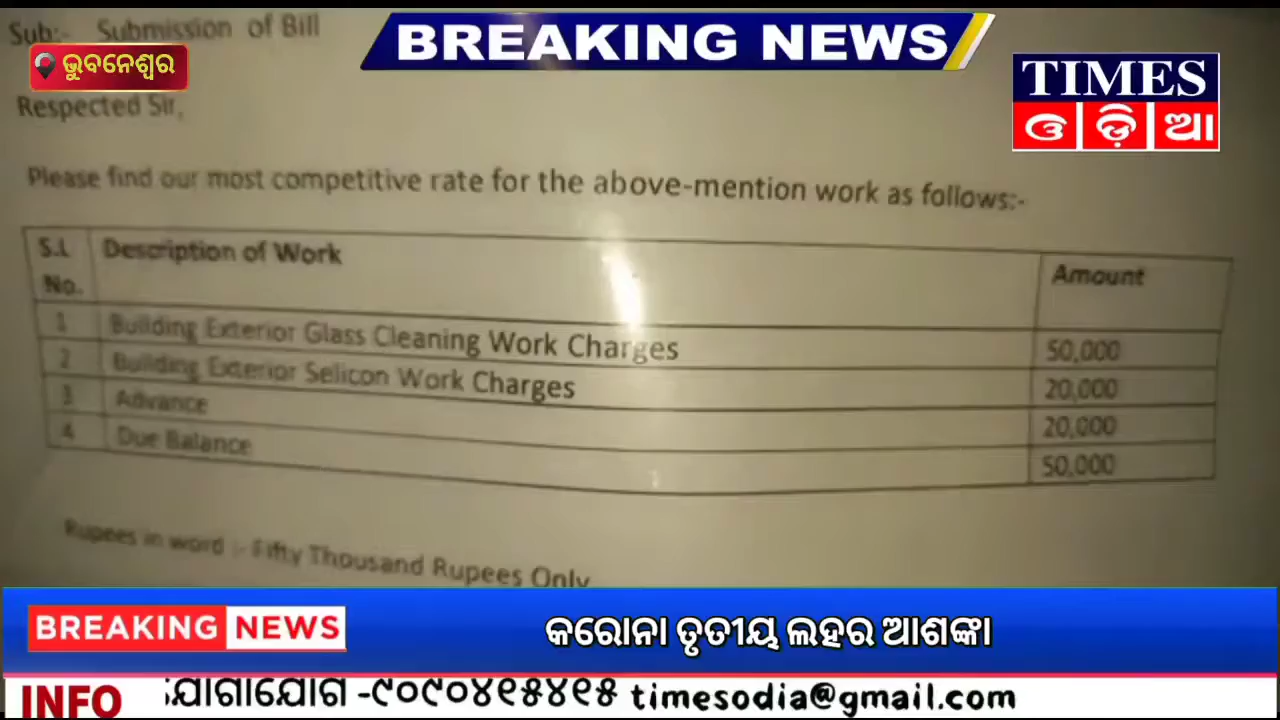 Sub:- Submission of Bill
BREAKING NEWS
ଭୁବନେଶ୍ୱର
TIMES
ଓଡ଼ିଆ
Respected Sir,
Please find our most competitive rate for the above-mention work as follows:-
S.L No. Description of Work Amount
1 Building Exterior Glass Cleaning Work Charges 50,000
2 Building Exterior Selicon Work Charges 20,000
3 Advance 20,000
4 Due Balance 50,000
Rupees in word :- Fifty Thousand Rupees Only
BREAKING NEWS
କରୋନା ତୃତୀୟ ଲହର ଆଶଙ୍କା
INFO ଯୋଗାଯୋଗ -୯୦୯୦୪୧୫୪୧୫ timesodia@gmail.com